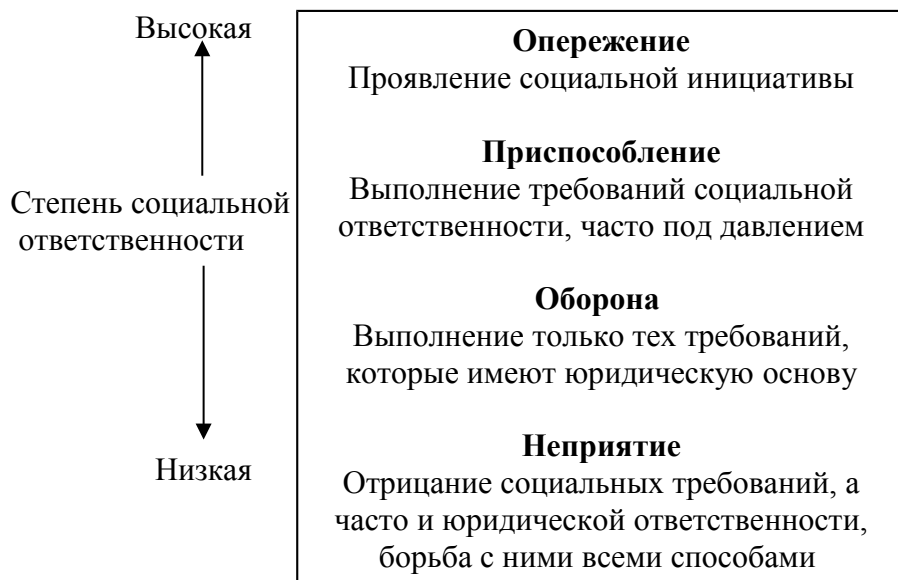 Высокая
Степень социальной
ответственности
Низкая
Опережение
Проявление социальной инициативы
Приспособление
Выполнение требований социальной
ответственности, часто под давлением
Оборона
Выполнение только тех требований,
которые имеют юридическую основу
Неприятие
Отрицание социальных требований, а
часто и юридической ответственности,
борьба с ними всеми способами